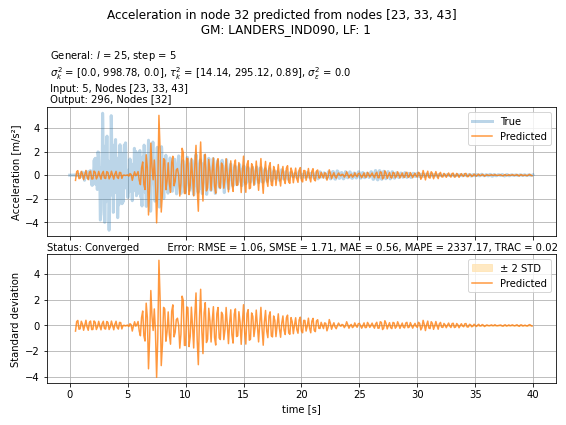 Acceleration in node 32 predicted from nodes [23, 33, 43]
GM: LANDERS_IND090, LF: 1
General: l = 25, step = 5
σ²ₖ = [0.0, 998.78, 0.0], τ²ₖ = [14.14, 295.12, 0.89], σ²ε = 0.0
Input: 5, Nodes [23, 33, 43]
Output: 296, Nodes [32]
Acceleration [m/s²]
4
2
0
−2
−4
True
Predicted
Status: Converged Error: RMSE = 1.06, SMSE = 1.71, MAE = 0.56, MAPE = 2337.17, TRAC = 0.02
Standard deviation
4
2
0
−2
−4
± 2 STD
Predicted
0 5 10 15 20 25 30 35 40
time [s]